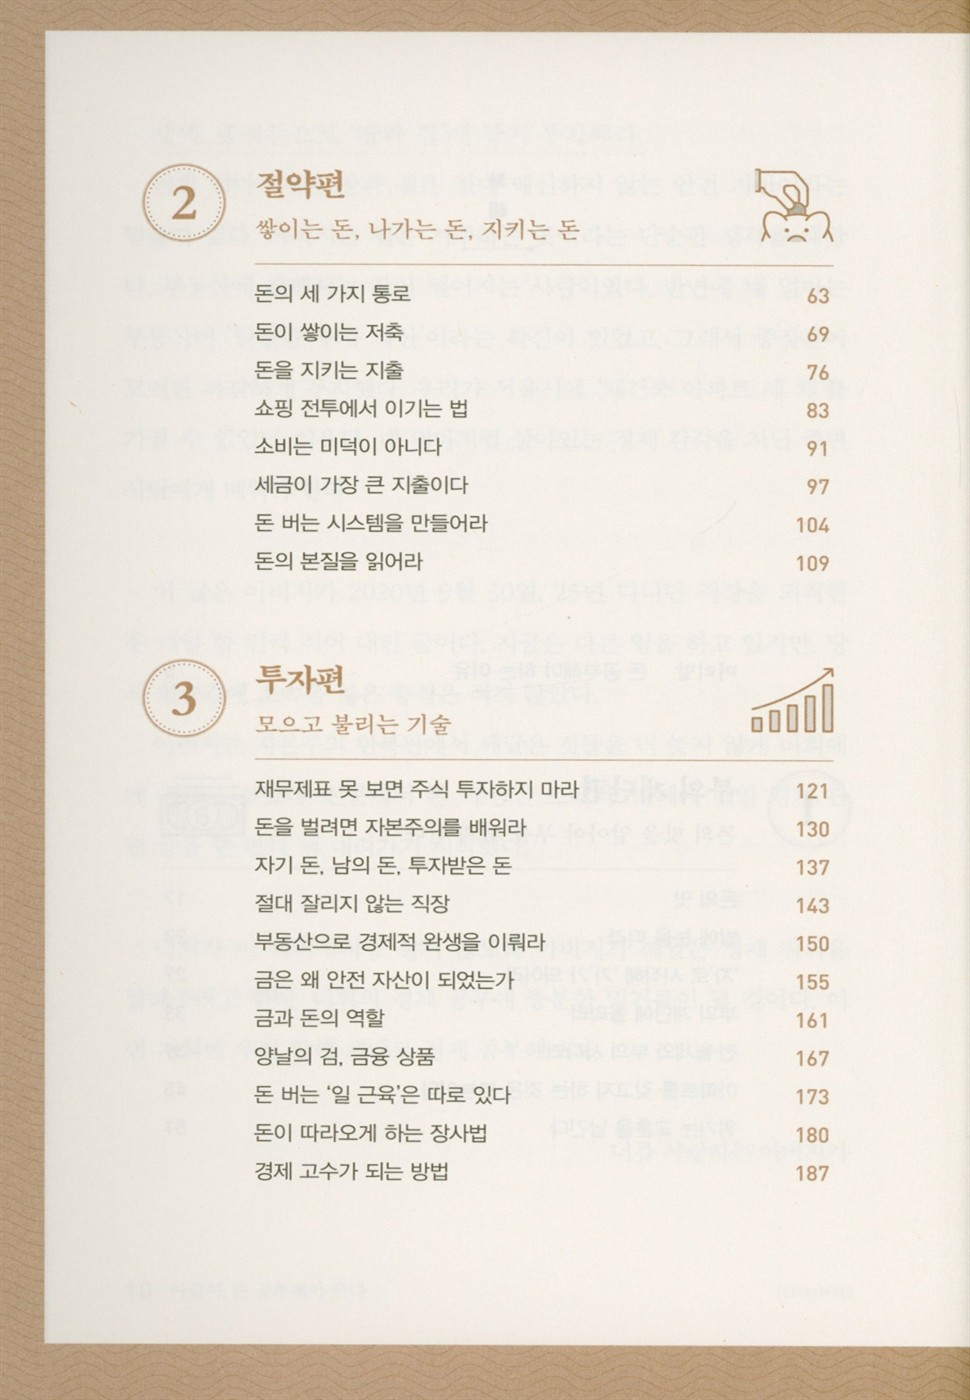 2
절약편
쌓이는 돈, 나가는 돈, 지키는 돈
돈의 세 가지 통로 63
돈이 쌓이는 저축 69
돈을 지키는 지출 76
쇼핑 전투에서 이기는 법 83
소비는 미덕이 아니다 91
세금이 가장 큰 지출이다 97
돈 버는 시스템을 만들어라 104
돈의 본질을 읽어라 109
3
투자편
모으고 불리는 기술
재무제표 못 보면 주식 투자하지 마라 121
돈을 벌려면 자본주의를 배워라 130
자기 돈, 남의 돈, 투자받은 돈 137
절대 잘리지 않는 직장 143
부동산으로 경제적 완생을 이뤄라 150
금은 왜 안전 자산이 되었는가 155
금과 돈의 역할 161
양날의 검, 금융 상품 167
돈 버는 ‘일 근육’은 따로 있다 173
돈이 따라오게 하는 장사법 180
경제 고수가 되는 방법 187